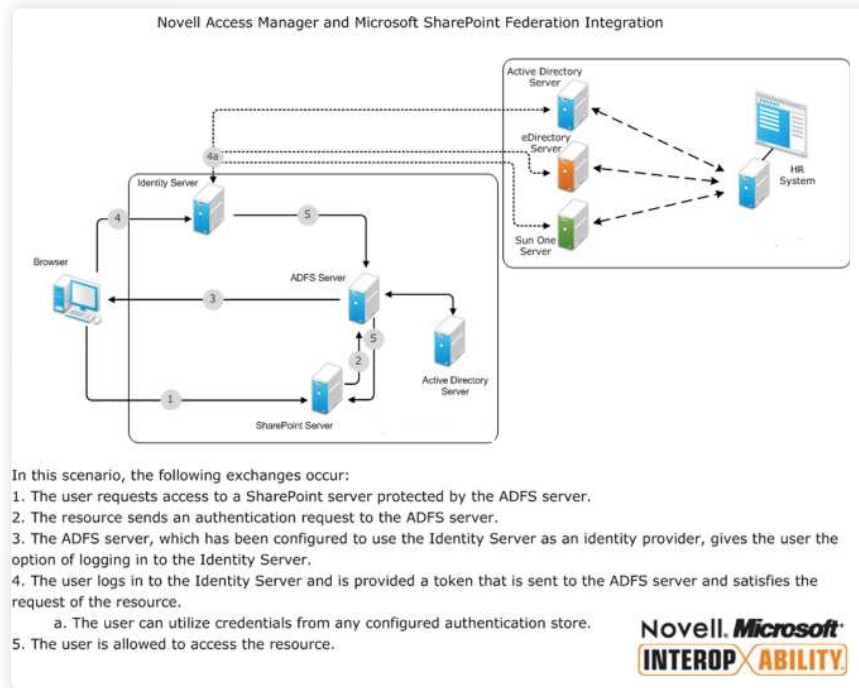 Novell Access Manager and Microsoft SharePoint Federation Integration
Active Directory
Server
eDirectory
Server
HR
System
Sun One
Server
4a
Identity Server
4
5
Browser
ADFS Server
3
5
2
Active Directory
Server
1
SharePoint Server
In this scenario, the following exchanges occur:
1. The user requests access to a SharePoint server protected by the ADFS server.
2. The resource sends an authentication request to the ADFS server.
3. The ADFS server, which has been configured to use the Identity Server as an identity provider, gives the user the
option of logging in to the Identity Server.
4. The user logs in to the Identity Server and is provided a token that is sent to the ADFS server and satisfies the
request of the resource.
a. The user can utilize credentials from any configured authentication store.
5. The user is allowed to access the resource.
Novell. Microsoft
INTEROP X ABILITY.